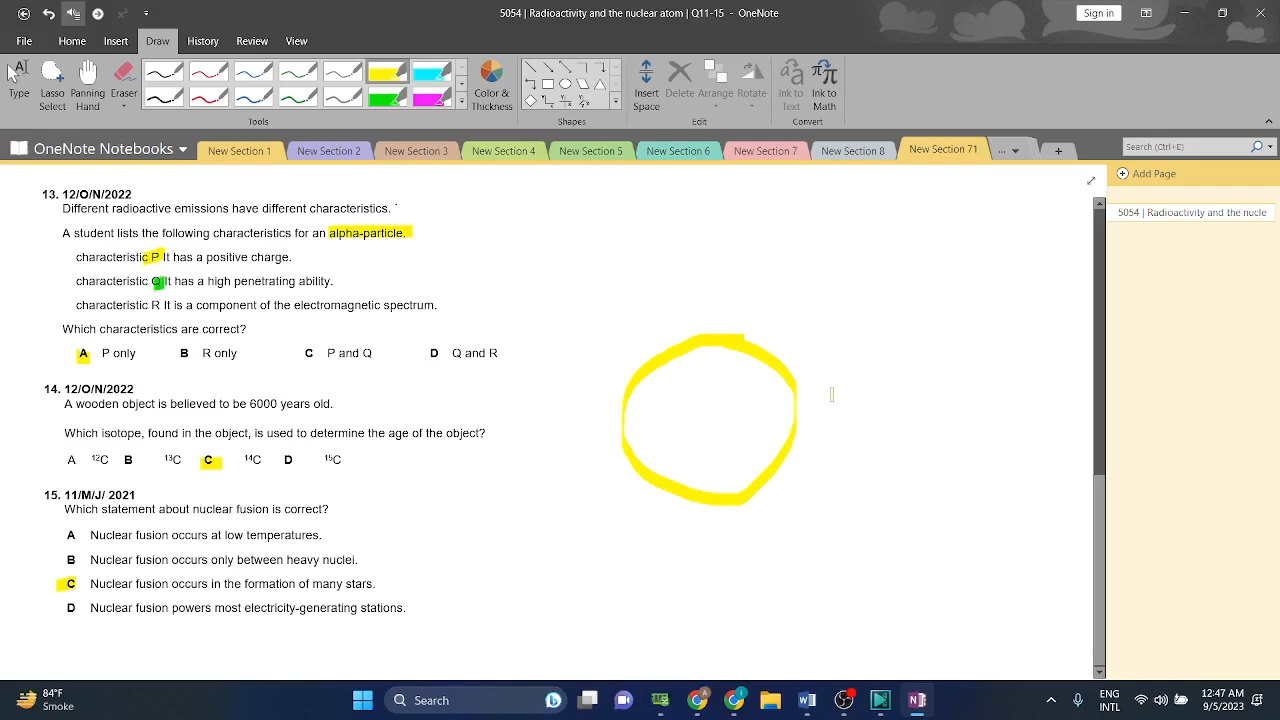 5054 | Radioactivity and the nuclear atom | Q11-15 - OneNote
Sign in
File Home Insert Draw History Review View
Type Lasso Select Panning Hand Eraser Color & Thickness Insert Space Delete Arrange Rotate Ink to Text Ink to Math
Tools Shapes Edit Convert
OneNote Notebooks New Section 1 New Section 2 New Section 3 New Section 4 New Section 5 New Section 6 New Section 7 New Section 8 New Section 71 ... Search (Ctrl+E)
Add Page
5054 | Radioactivity and the nucle
13. 12/O/N/2022
Different radioactive emissions have different characteristics.
A student lists the following characteristics for an alpha-particle.
characteristic P It has a positive charge.
characteristic Q It has a high penetrating ability.
characteristic R It is a component of the electromagnetic spectrum.
Which characteristics are correct?
A P only B R only C P and Q D Q and R
14. 12/O/N/2022
A wooden object is believed to be 6000 years old.
Which isotope, found in the object, is used to determine the age of the object?
A ¹²C B ¹³C C ¹⁴C D ¹⁵C
15. 11/M/J/ 2021
Which statement about nuclear fusion is correct?
A Nuclear fusion occurs at low temperatures.
B Nuclear fusion occurs only between heavy nuclei.
C Nuclear fusion occurs in the formation of many stars.
D Nuclear fusion powers most electricity-generating stations.
84°F
Smoke
Search
ENG
INTL
12:47 AM
9/5/2023